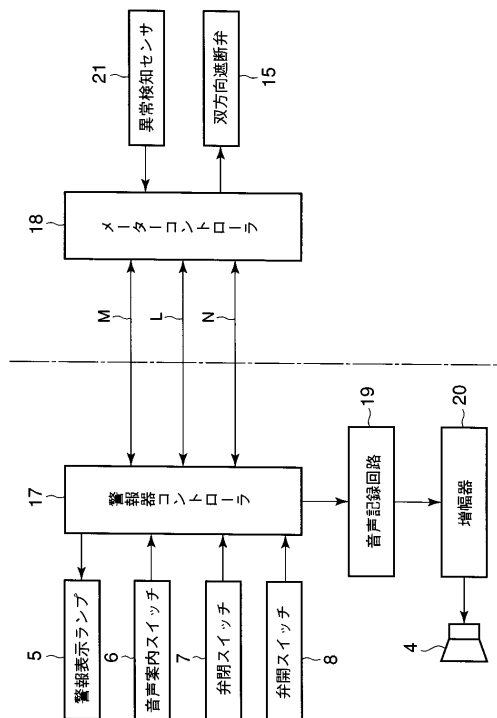 5
警報表示ランプ
6
音声案内スイッチ
7
弁閉スイッチ
8
弁開スイッチ
17
警報器コントローラ
M
L
N
18
メーターコントローラ
21
異常検知センサ
15
双方向遮断弁
19
音声記録回路
20
増幅器
4